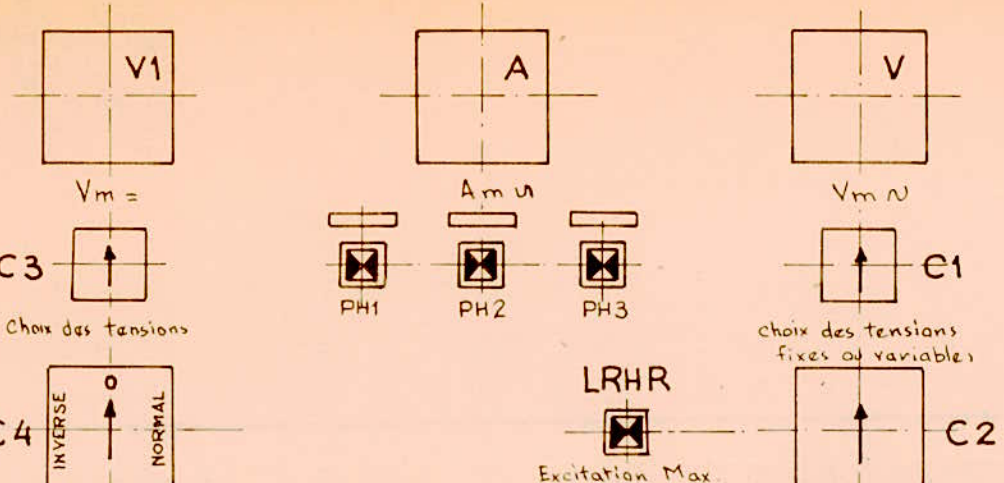 V1
A
V
Vm =
Am ∿
Vm ∿
C3
PH1
PH2
PH3
C1
Choix des tensions
choix des tensions
fixes ou variables
LRHR
C4
INVERSE
O
NORMAL
C2
Excitation Max.